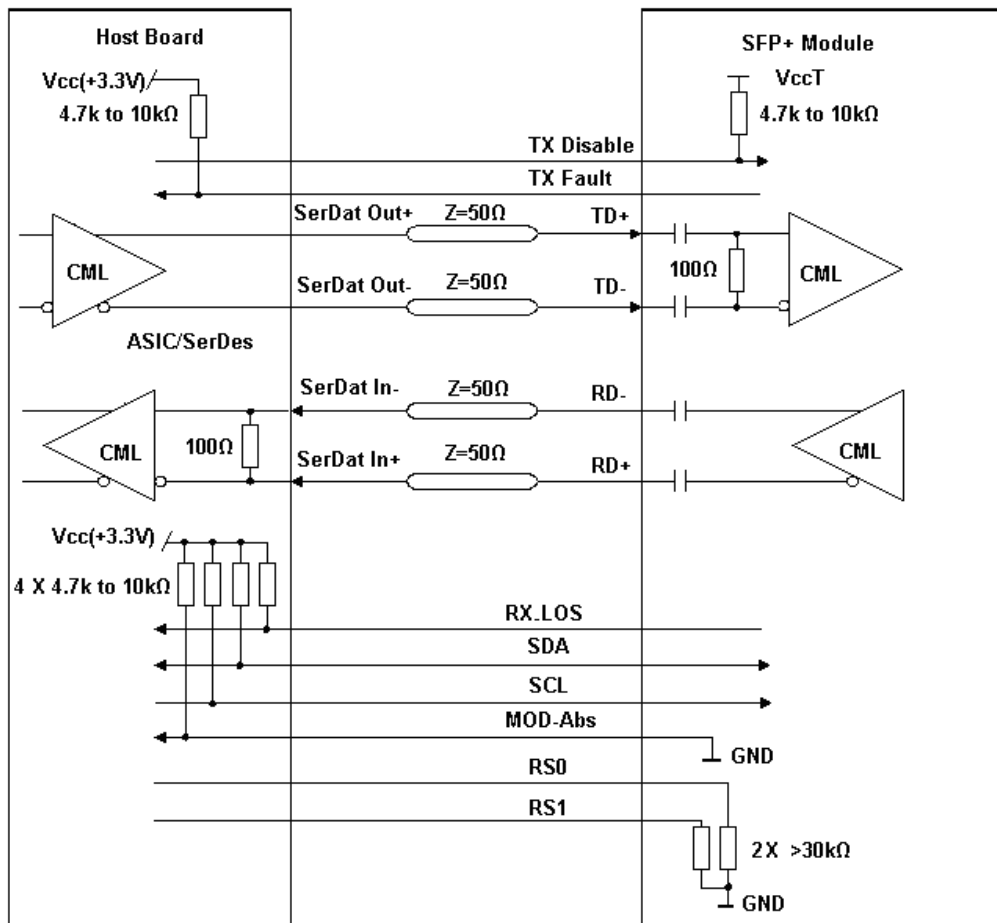 Host Board
SFP+ Module
Vcc(+3.3V)
4.7k to 10kΩ
VccT
4.7k to 10kΩ
TX Disable
TX Fault
SerDat Out+
Z=50Ω
TD+
CML
100Ω
CML
SerDat Out-
Z=50Ω
TD-
ASIC/SerDes
SerDat In-
Z=50Ω
RD-
CML
100Ω
CML
SerDat In+
Z=50Ω
RD+
Vcc(+3.3V)
4 X 4.7k to 10kΩ
RX-LOS
SDA
SCL
MOD-Abs
GND
RS0
RS1
2X >30kΩ
GND